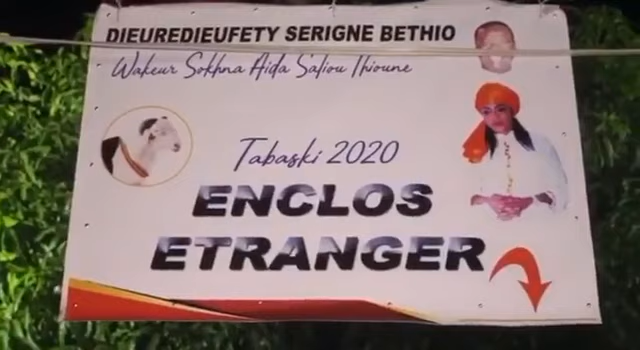 DIEUREDIEUFETY SERIGNE BETHIO
Wakeur Sokhna Aida Saliou Thioune
Tabaski 2020
ENCLOS
ETRANGER